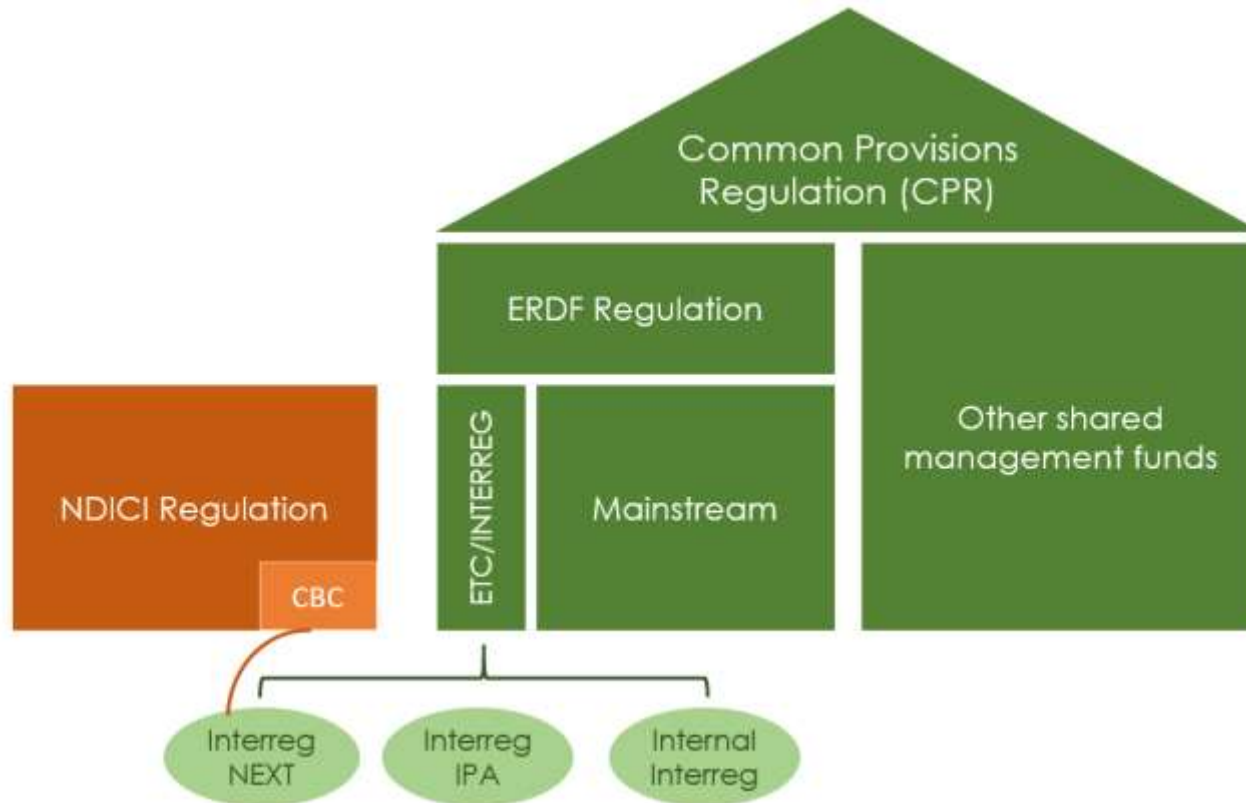 Common Provisions
Regulation (CPR)
ERDF Regulation
Other shared
management funds
NDICI Regulation
CBC
ETC/INTERREG
Mainstream
Interreg
NEXT
Interreg
IPA
Internal
Interreg